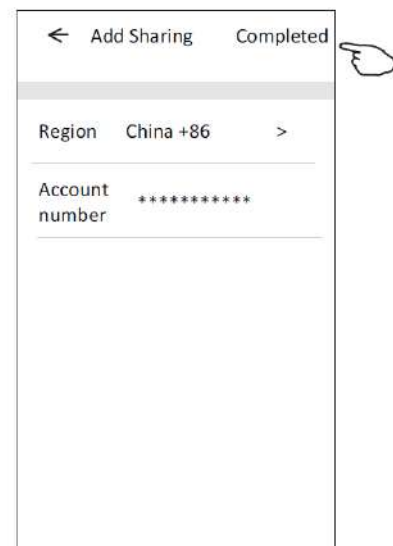 ← Add Sharing Completed
Region China +86 >
Account
number ***********